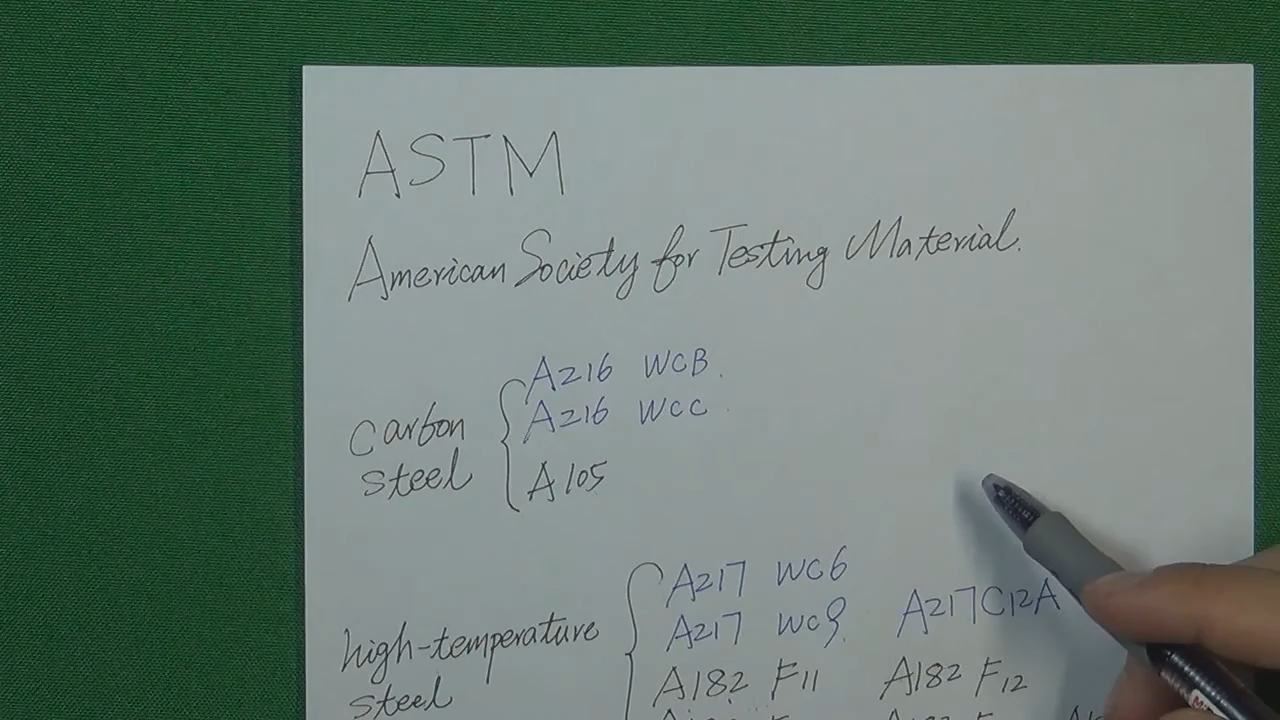 ASTM
American Society for Testing Material.
Carbon steel
A216 WCB.
A216 WCC.
A105
high-temperature steel
A217 WC6
A217 WC9. A217C12A
A182 F11 A182 F12